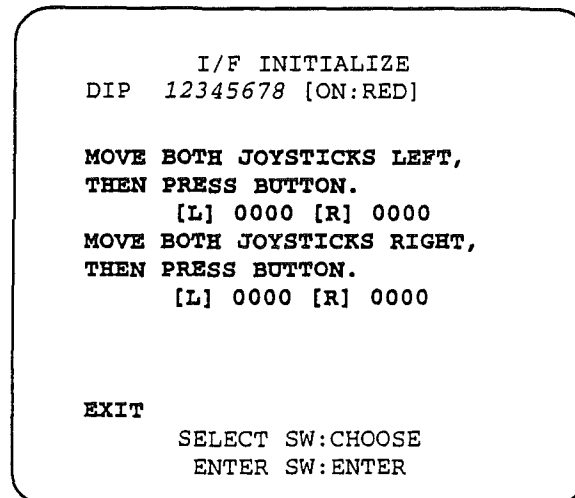 I/F INITIALIZE
DIP 12345678 [ON:RED]
MOVE BOTH JOYSTICKS LEFT,
THEN PRESS BUTTON.
[L] 0000 [R] 0000
MOVE BOTH JOYSTICKS RIGHT,
THEN PRESS BUTTON.
[L] 0000 [R] 0000
EXIT
SELECT SW:CHOOSE
ENTER SW:ENTER